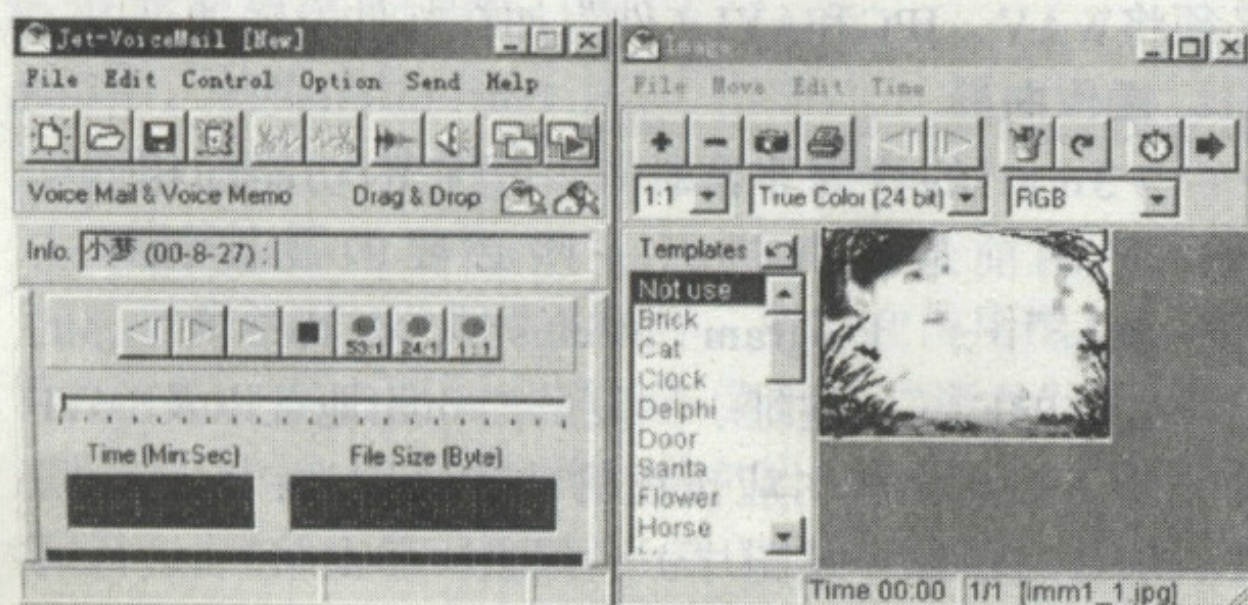 Jet-VoiceMail [New]
File Edit Control Option Send Help
Voice Mail & Voice Memo Drag & Drop
Info. 小梦 (00-8-27) :
53:1 24:1 1:1
Time (Min:Sec) File Size (Byte)
Image
File Move Edit Time
1:1 True Color (24 bit) RGB
Templates
Not use
Brick
Cat
Clock
Delphi
Door
Santa
Flower
Horse
Time 00:00 1/1 [imm1_1.jpg]